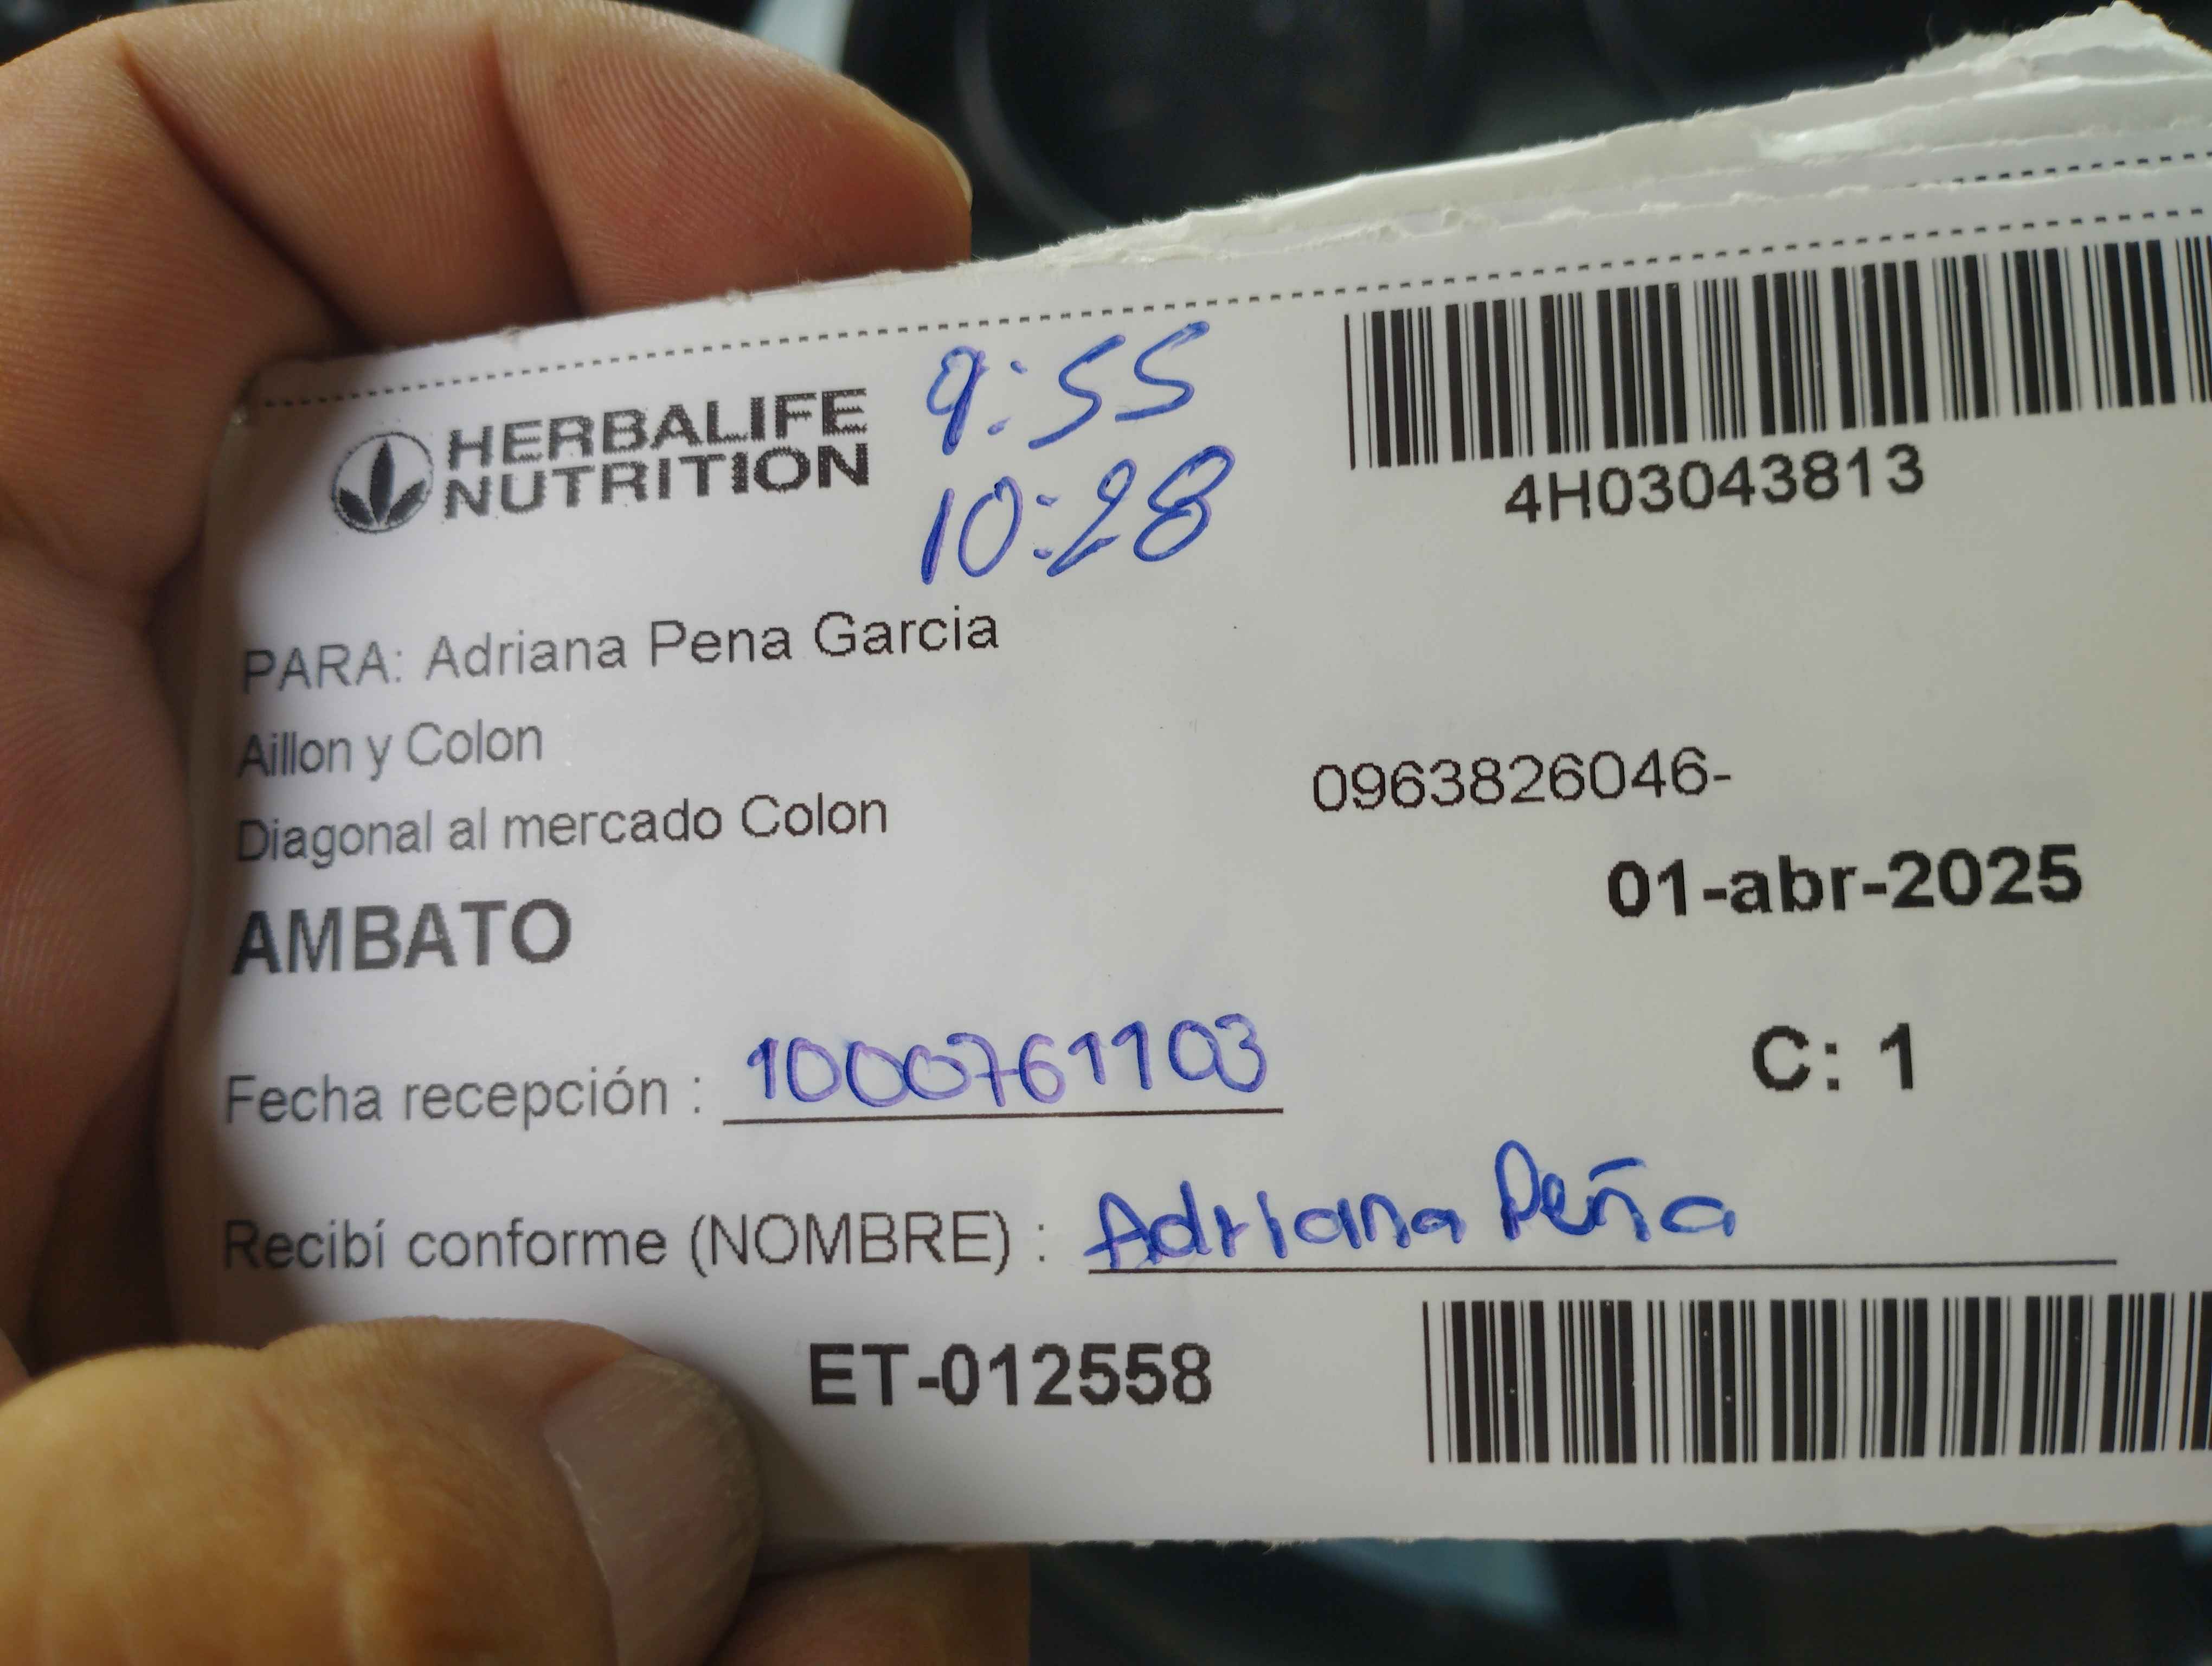 HERBALIFE
NUTRITION
9:55
10:28
4H03043813
PARA: Adriana Pena Garcia
Aillon y Colon
Diagonal al mercado Colon
0963826046-
AMBATO
01-abr-2025
Fecha recepción : 1000761103
C: 1
Recibí conforme (NOMBRE) : Adriana Peña
ET-012558